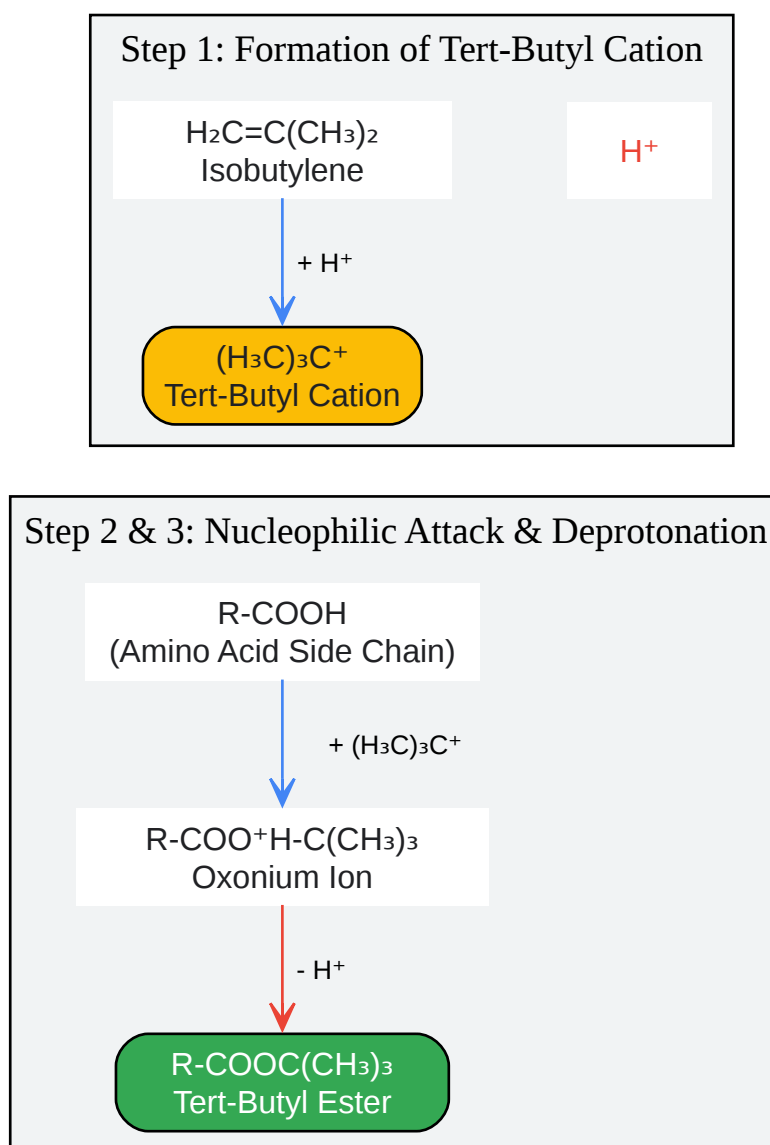 Step 1: Formation of Tert-Butyl Cation
H₂C=C(CH₃)₂
Isobutylene
H⁺
+ H⁺
(H₃C)₃C⁺
Tert-Butyl Cation
Step 2 & 3: Nucleophilic Attack & Deprotonation
R-COOH
(Amino Acid Side Chain)
+ (H₃C)₃C⁺
R-COO⁺H-C(CH₃)₃
Oxonium Ion
- H⁺
R-COOC(CH₃)₃
Tert-Butyl Ester